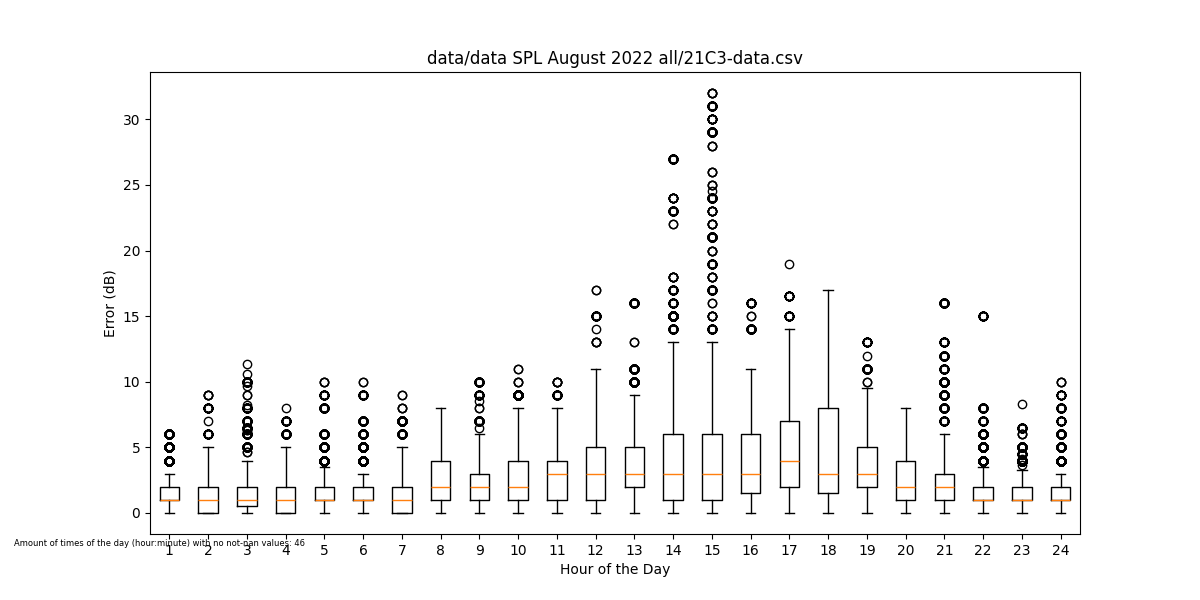 data/data SPL August 2022 all/21C3-data.csv
30
25
20
15
10
5
0
Error (dB)
1 2 3 4 5 6 7 8 9 10 11 12 13 14 15 16 17 18 19 20 21 22 23 24
Amount of times of the day (hour:minute) with no not-nan values: 46
Hour of the Day